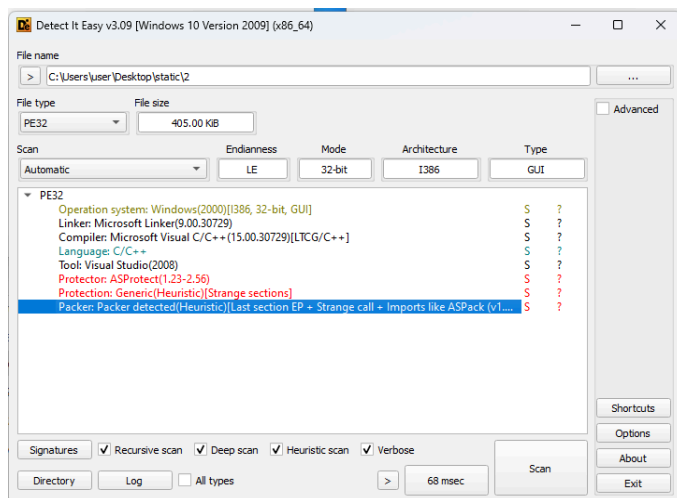 Detect It Easy v3.09 [Windows 10 Version 2009] (x86_64)
File name
> C:\Users\user\Desktop\static\2 ...
File type File size
PE32 405.00 KiB Advanced
Scan Endianness Mode Architecture Type
Automatic LE 32-bit I386 GUI
PE32
Operation system: Windows(2000)[I386, 32-bit, GUI] S ?
Linker: Microsoft Linker(9.00.30729) S ?
Compiler: Microsoft Visual C/C++(15.00.30729)[LTCG/C++] S ?
Language: C/C++ S ?
Tool: Visual Studio(2008) S ?
Protector: ASProtect(1.23-2.56) S ?
Protection: Generic(Heuristic)[Strange sections] S ?
Packer: Packer detected(Heuristic)[Last section EP + Strange call + Imports like ASPack (v1.... S ?
Shortcuts
Options
Signatures Recursive scan Deep scan Heuristic scan Verbose
Scan
About
Directory Log All types > 68 msec
Exit